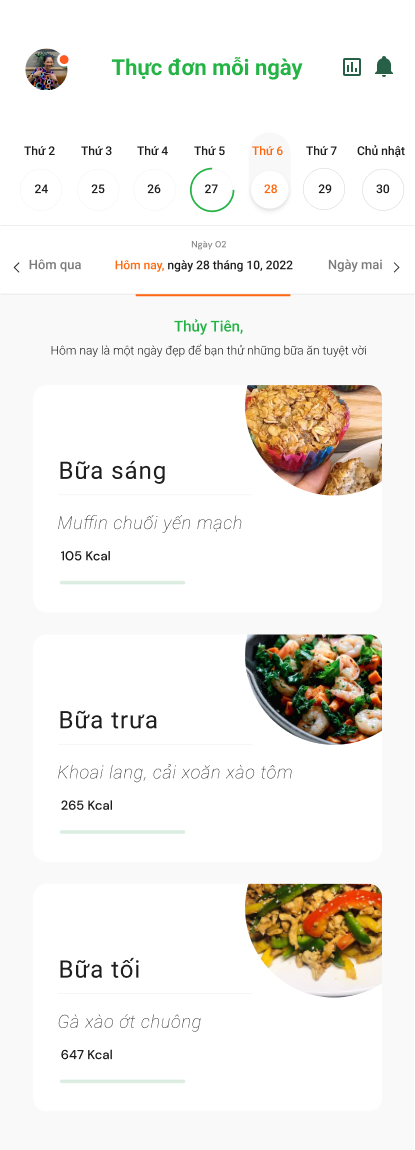 Thực đơn mỗi ngày
Thứ 2 Thứ 3 Thứ 4 Thứ 5 Thứ 6 Thứ 7 Chủ nhật
24 25 26 27 28 29 30
Ngày 02
Hôm qua Hôm nay, ngày 28 tháng 10, 2022 Ngày mai
Thủy Tiên,
Hôm nay là một ngày đẹp để bạn thử những bữa ăn tuyệt vời
Bữa sáng
Muffin chuối yến mạch
105 Kcal
Bữa trưa
Khoai lang, cải xoăn xào tôm
265 Kcal
Bữa tối
Gà xào ớt chuông
647 Kcal